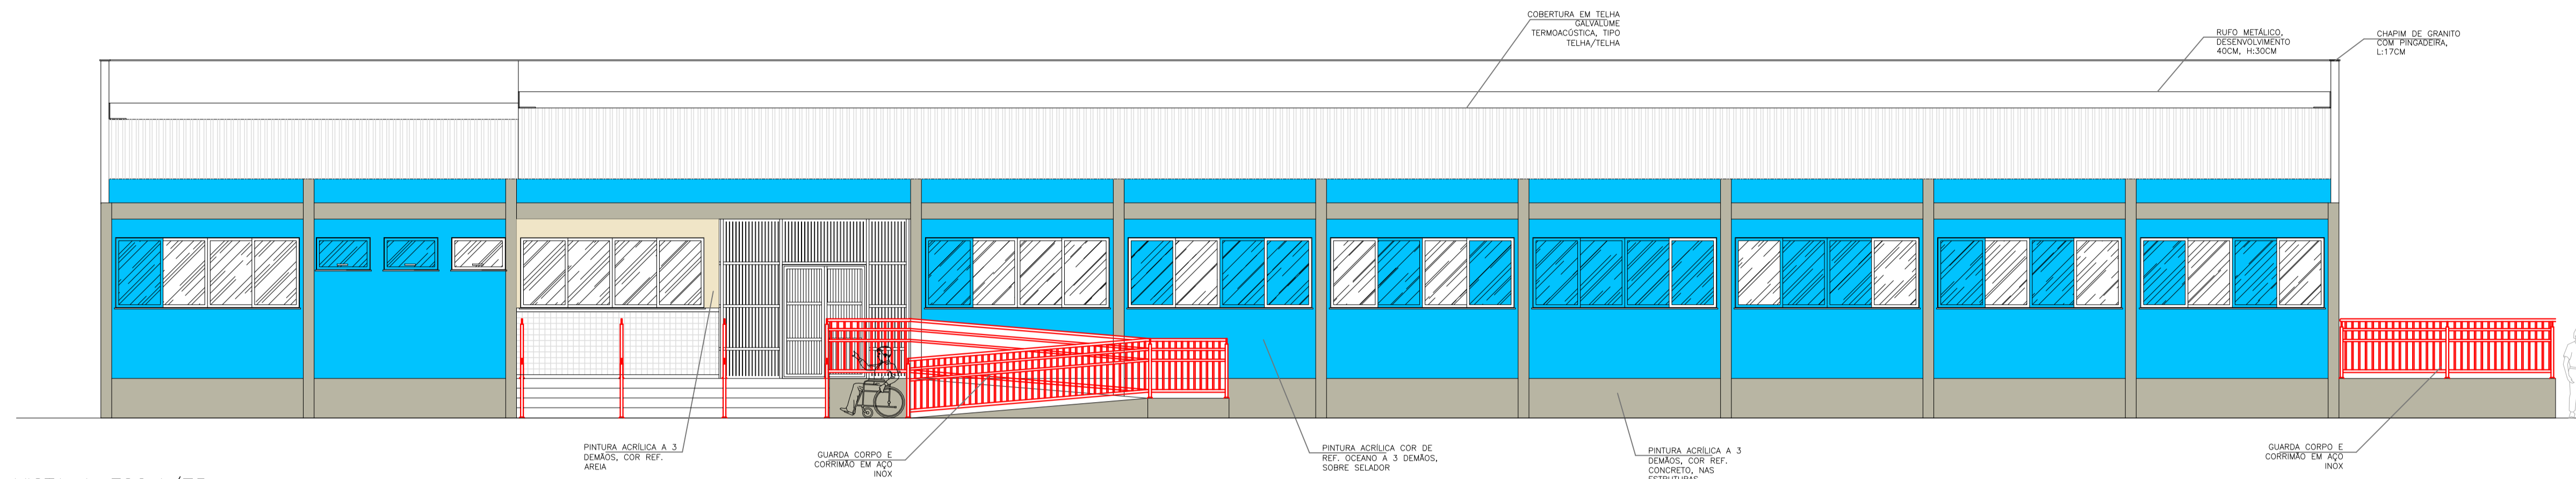 COBERTURA EM TELHA
GALVALUME
TERMOACÚSTICA, TIPO
TELHA/TELHA
RUFO METÁLICO,
DESENVOLVIMENTO
40CM, H:30CM
CHAPIM DE GRANITO
COM PINGADEIRA,
L:17CM
PINTURA ACRÍLICA A 3
DEMÃOS, COR REF.
AREIA
GUARDA CORPO E
CORRIMÃO EM AÇO
INOX
PINTURA ACRÍLICA COR DE
REF. OCEANO A 3 DEMÃOS,
SOBRE SELADOR
PINTURA ACRÍLICA A 3
DEMÃOS, COR REF.
CONCRETO, NAS
ESTRUTURAS
GUARDA CORPO E
CORRIMÃO EM AÇO
INOX